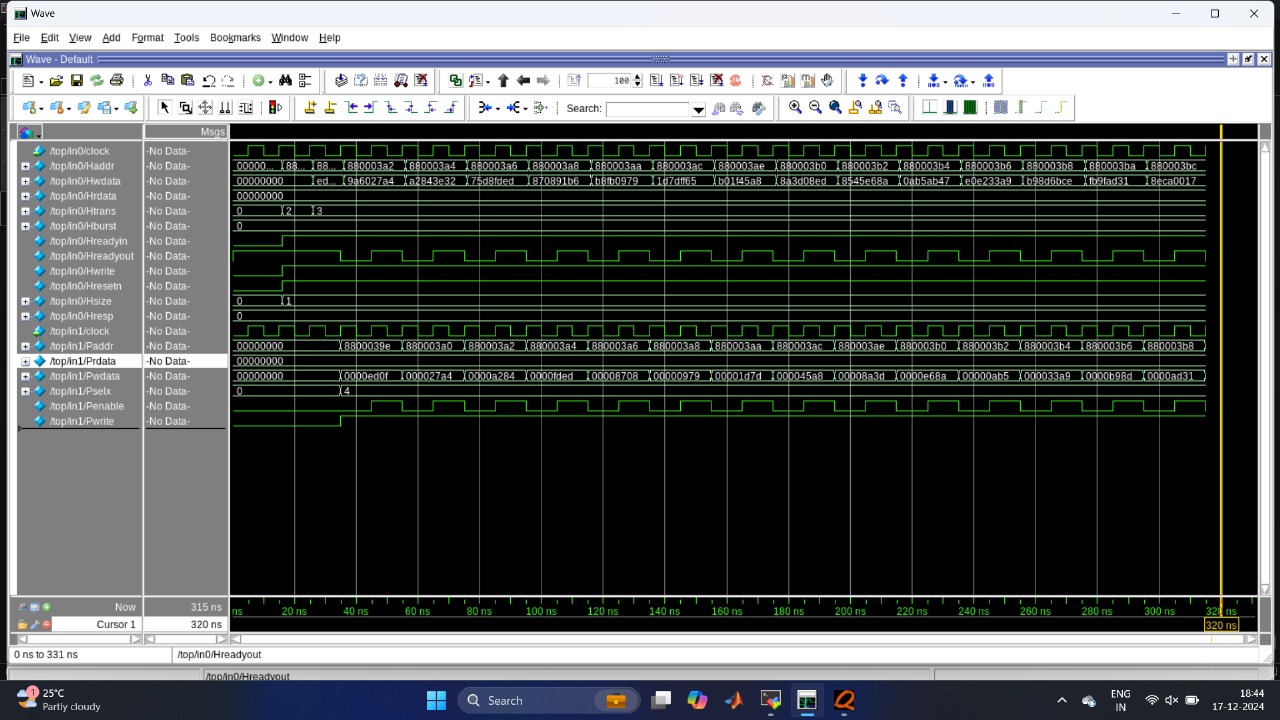 Wave
File Edit View Add Format Tools Bookmarks Window Help
Wave - Default
100
Search:
Msgs
/top/in0/clock -No Data-
/top/in0/Haddr -No Data- 00000... 88... 88... 880003a2 880003a4 880003a6 880003a8 880003aa 880003ac 880003ae 880003b0 880003b2 880003b4 880003b6 880003b8 880003ba 880003bc
/top/in0/Hwdata -No Data- 00000000 ed... 9a6027a4 a2843e32 75d8fded 870891b6 b8fb0979 1d7dff65 b01f45a8 8a3d08ed 8545e68a 0ab5ab47 e0e233a9 b98d6bce fb9fad31 8eca0017
/top/in0/Hrdata -No Data- 00000000
/top/in0/Htrans -No Data- 0 2 3
/top/in0/Hburst -No Data- 0
/top/in0/Hreadyin -No Data-
/top/in0/Hreadyout -No Data-
/top/in0/Hwrite -No Data-
/top/in0/Hresetn -No Data-
/top/in0/Hsize -No Data- 0 1
/top/in0/Hresp -No Data- 0
/top/in1/clock -No Data-
/top/in1/Paddr -No Data- 00000000 8800039e 880003a0 880003a2 880003a4 880003a6 880003a8 880003aa 880003ac 880003ae 880003b0 880003b2 880003b4 880003b6 880003b8
/top/in1/Prdata -No Data- 00000000
/top/in1/Pwdata -No Data- 00000000 0000ed0f 000027a4 0000a284 0000fded 00008708 00000979 00001d7d 000045a8 00008a3d 0000e68a 00000ab5 000033a9 0000b98d 0000ad31
/top/in1/Pselx -No Data- 0 4
/top/in1/Penable -No Data-
/top/in1/Pwrite -No Data-
Now 315 ns ns 20 ns 40 ns 60 ns 80 ns 100 ns 120 ns 140 ns 160 ns 180 ns 200 ns 220 ns 240 ns 260 ns 280 ns 300 ns 320 ns
Cursor 1 320 ns 320 ns
0 ns to 331 ns /top/in0/Hreadyout
/top/in0/Hreadyout
1 25°C
Partly cloudy
Search
ENG
IN
18:44
17-12-2024